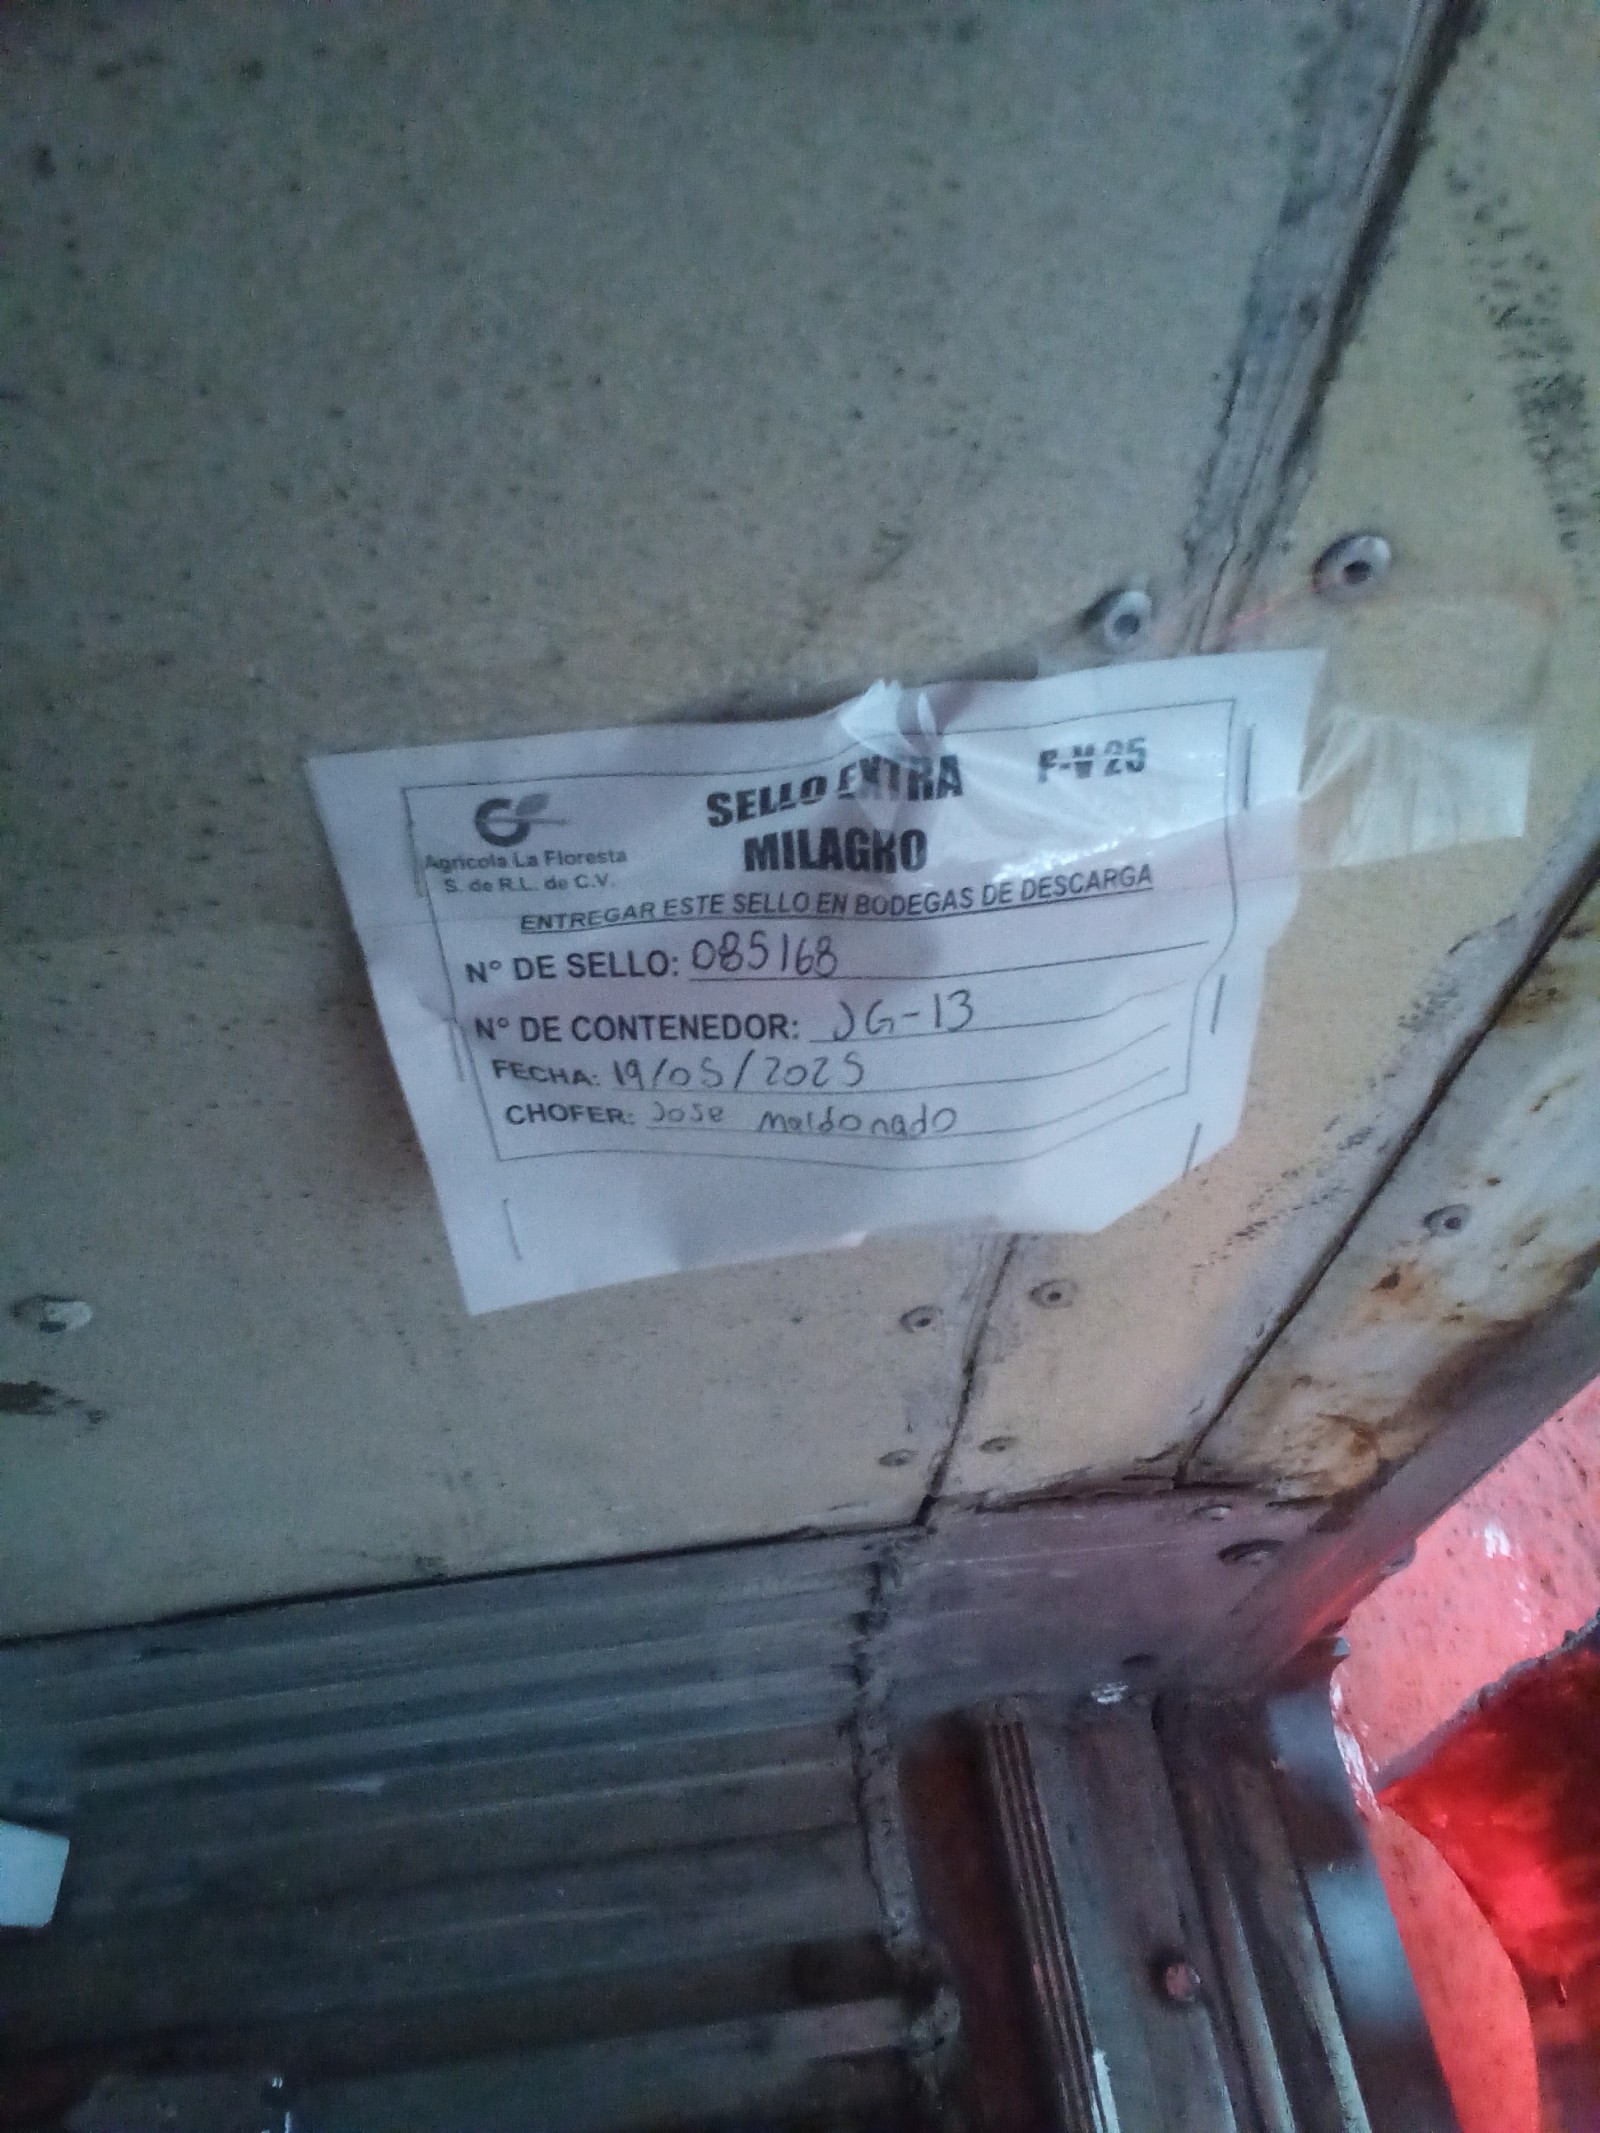 SELLO EXTRA F-V 25
MILAGRO
Agrícola La Floresta
S. de R.L. de C.V.
ENTREGAR ESTE SELLO EN BODEGAS DE DESCARGA
N° DE SELLO: 085168
N° DE CONTENEDOR: JG-13
FECHA: 19/05/2025
CHOFER: Jose Maldonado